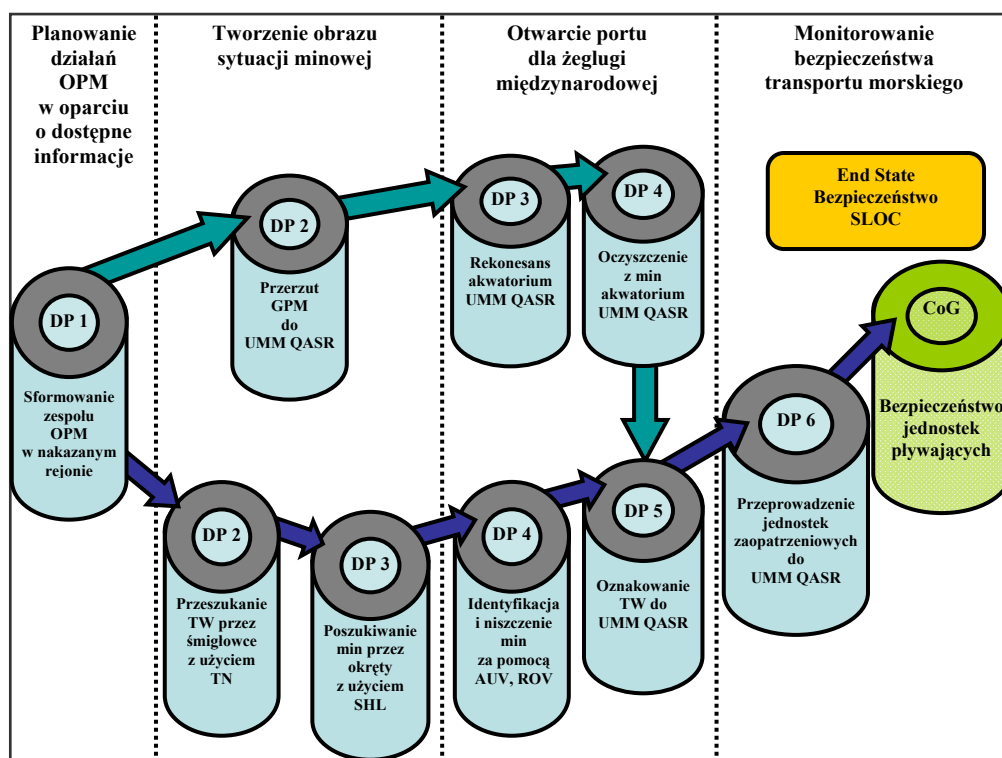 Planowanie
działań
OPM
w oparciu
o dostępne
informacje
Tworzenie obrazu
sytuacji minowej
Otwarcie portu
dla żeglugi
międzynarodowej
Monitorowanie
bezpieczeństwa
transportu morskiego
End State
Bezpieczeństwo
SLOC
DP 1
Sformowanie
zespołu
OPM
w nakazanym
rejonie
DP 2
Przerzut
GPM
do
UMM QASR
DP 3
Rekonesans
akwatorium
UMM QASR
DP 4
Oczyszczenie
z min
akwatorium
UMM QASR
DP 2
Przeszukanie
TW przez
śmigłowce
z użyciem
TN
DP 3
Poszukiwanie
min przez
okręty
z użyciem
SHL
DP 4
Identyfikacja
i niszczenie
min
za pomocą
AUV, ROV
DP 5
Oznakowanie
TW do
UMM QASR
DP 6
Przeprowadzenie
jednostek
zaopatrzeniowych
do
UMM QASR
CoG
Bezpieczeństwo
jednostek
pływających